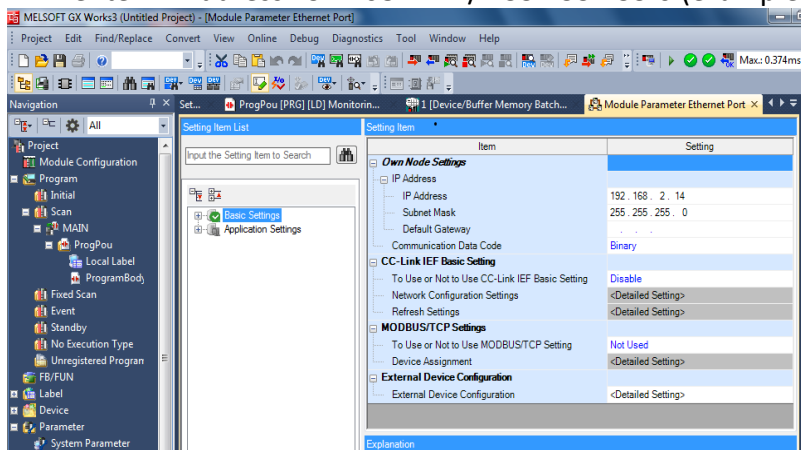 MELSOFT GX Works3 (Untitled Project) - [Module Parameter Ethernet Port]
Project Edit Find/Replace Convert View Online Debug Diagnostics Tool Window Help
Max.: 0.374ms
Navigation
Set... ProgPou [PRG] [LD] Monitorin... 1 [Device/Buffer Memory Batch... Module Parameter Ethernet Port
All
Project
Module Configuration
Program
Initial
Scan
MAIN
ProgPou
Local Label
ProgramBody
Fixed Scan
Event
Standby
No Execution Type
Unregistered Program
FB/FUN
Label
Device
Parameter
System Parameter
Setting Item List
Input the Setting Item to Search
Basic Settings
Application Settings
Setting Item
Item Setting
Own Node Settings
IP Address
IP Address 192 . 168 . 2 . 14
Subnet Mask 255 . 255 . 255 . 0
Default Gateway . . .
Communication Data Code Binary
CC-Link IEF Basic Setting
To Use or Not to Use CC-Link IEF Basic Setting Disable
Network Configuration Settings <Detailed Setting>
Refresh Settings <Detailed Setting>
MODBUS/TCP Settings
To Use or Not to Use MODBUS/TCP Setting Not Used
Device Assignment <Detailed Setting>
External Device Configuration
External Device Configuration <Detailed Setting>
Explanation